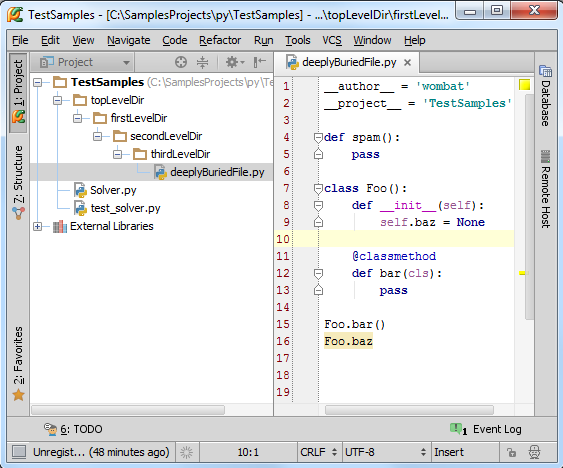 TestSamples - [C:\SamplesProjects\py\TestSamples] - ...\topLevelDir\firstLevel...
File Edit View Navigate Code Refactor Run Tools VCS Window Help
1: Project
7: Structure
2: Favorites
Project
TestSamples (C:\SamplesProjects\py\Te
topLevelDir
firstLevelDir
secondLevelDir
thirdLevelDir
deeplyBuriedFile.py
Solver.py
test_solver.py
External Libraries
deeplyBuriedFile.py
1 __author__ = 'wombat'
2 __project__ = 'TestSamples'
3
4 def spam():
5 pass
6
7 class Foo():
8 def __init__(self):
9 self.baz = None
10
11 @classmethod
12 def bar(cls):
13 pass
14
15 Foo.bar()
16 Foo.baz
17
18
19
Database
Remote Host
6: TODO
1 Event Log
Unregist... (48 minutes ago) 10:1 CRLF UTF-8 Insert